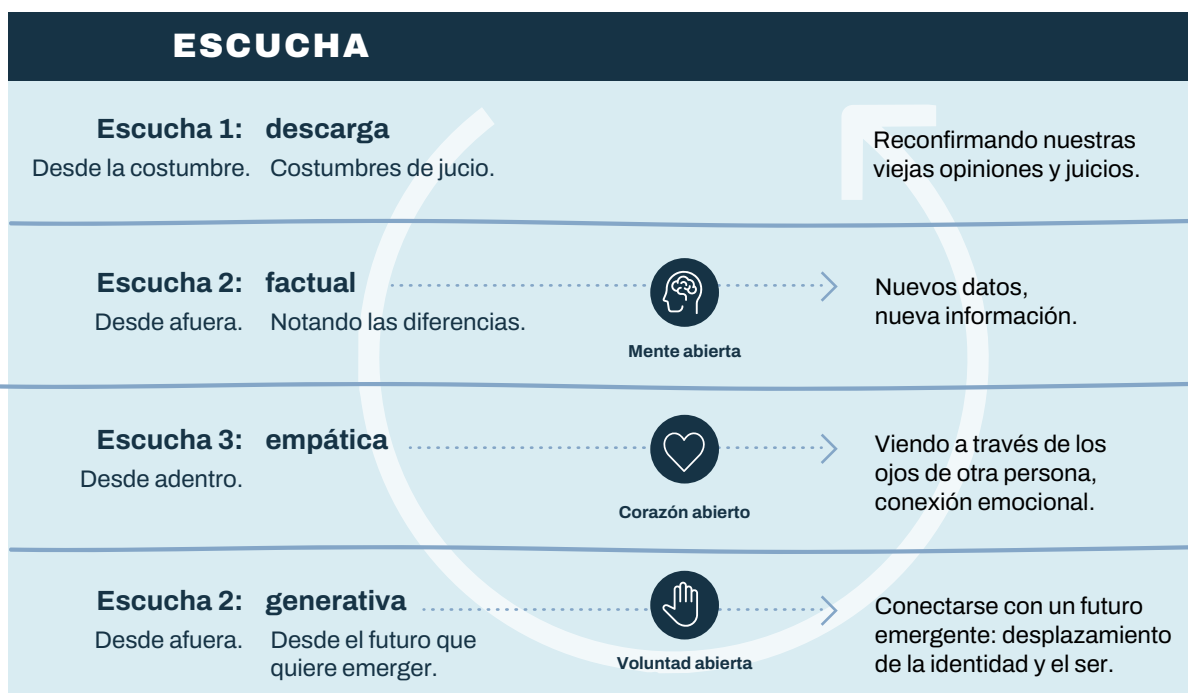 ESCUCHA
Escucha 1: descarga
Desde la costumbre. Costumbres de jucio.
Reconfirmando nuestras
viejas opiniones y juicios.
Escucha 2: factual
Desde afuera. Notando las diferencias.
Mente abierta
Nuevos datos,
nueva información.
Escucha 3: empática
Desde adentro.
Corazón abierto
Viendo a través de los
ojos de otra persona,
conexión emocional.
Escucha 2: generativa
Desde afuera. Desde el futuro que
quiere emerger.
Voluntad abierta
Conectarse con un futuro
emergente: desplazamiento
de la identidad y el ser.